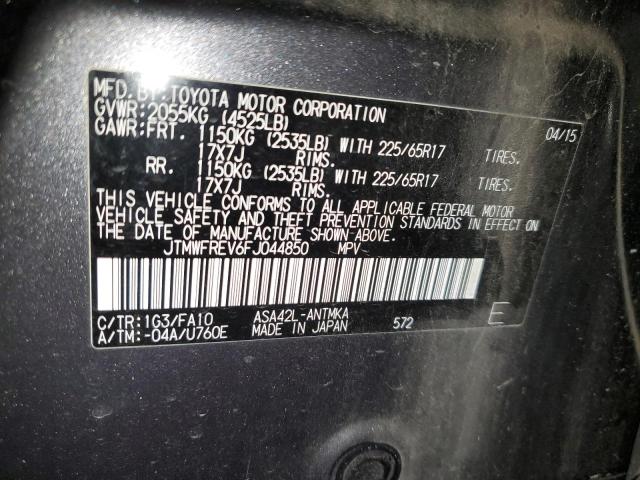 MFD. BY: TOYOTA MOTOR CORPORATION 04/15
GVWR: 2055KG (4525LB)
GAWR: FRT. 1150KG (2535LB) WITH 225/65R17 TIRES.
17X7J RIMS.
RR. 1150KG (2535LB) WITH 225/65R17 TIRES.
17X7J RIMS.
THIS VEHICLE CONFORMS TO ALL APPLICABLE FEDERAL MOTOR
VEHICLE SAFETY AND THEFT PREVENTION STANDARDS IN EFFECT ON
THE DATE OF MANUFACTURE SHOWN ABOVE.
JTMWFREV6FJ044850 MPV
C/TR: 1G3/FA10 ASA42L-ANTMKA
A/TM: -04A/U760E MADE IN JAPAN 572 E